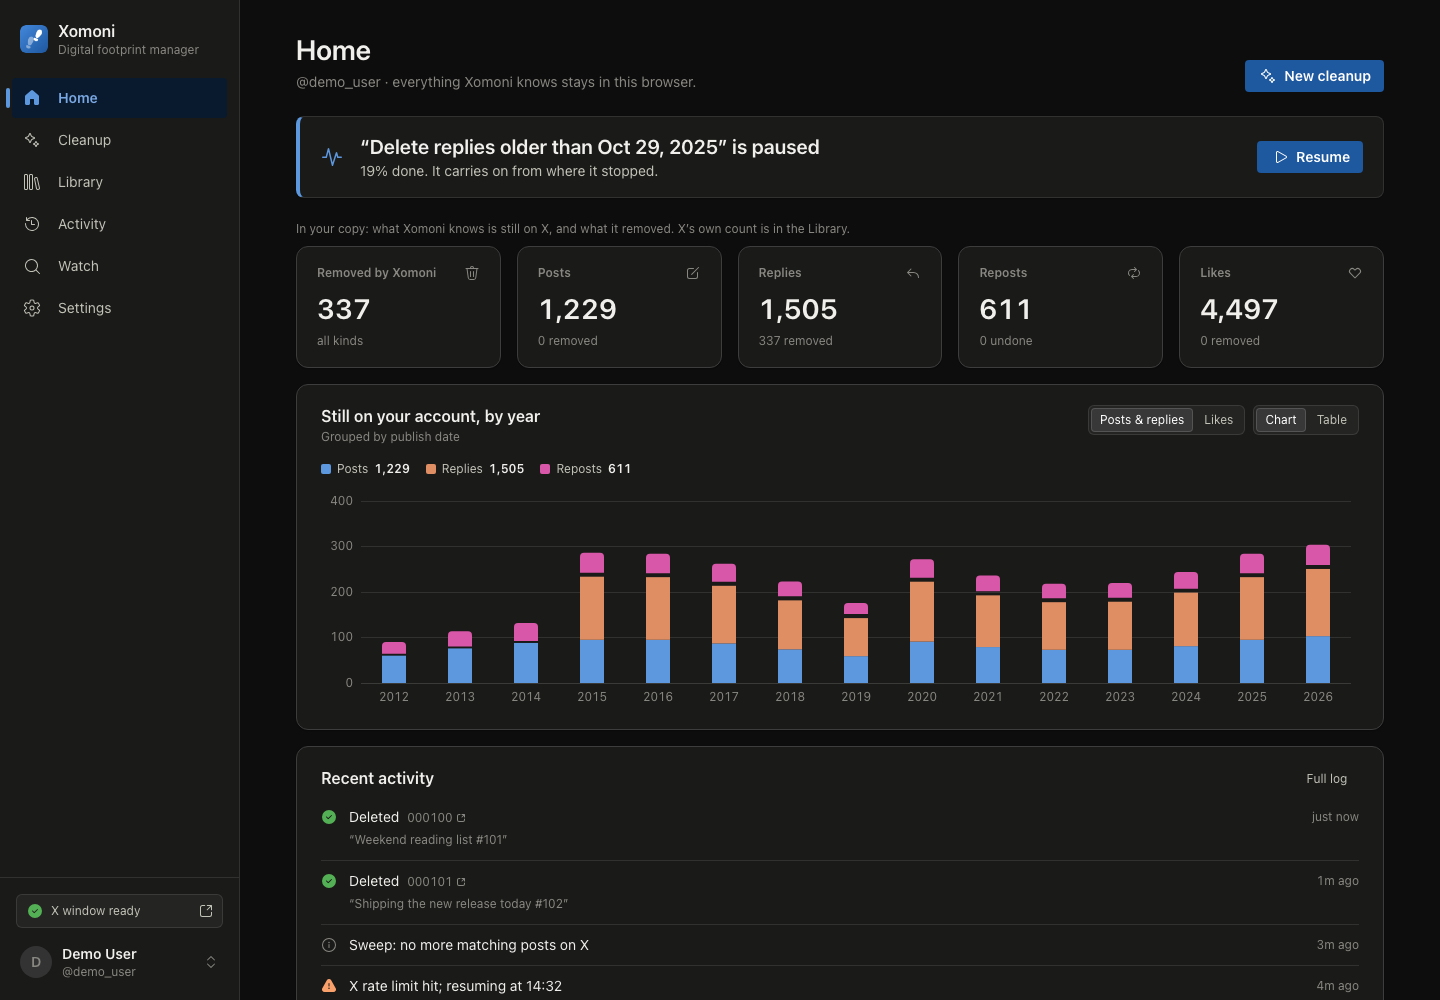 Xomoni
Digital footprint manager
Home
Cleanup
Library
Activity
Watch
Settings
X window ready
D
Demo User
@demo_user
Home
@demo_user · everything Xomoni knows stays in this browser.
New cleanup
“Delete replies older than Oct 29, 2025” is paused
19% done. It carries on from where it stopped.
Resume
In your copy: what Xomoni knows is still on X, and what it removed. X’s own count is in the Library.
Removed by Xomoni
337
all kinds
Posts
1,229
0 removed
Replies
1,505
337 removed
Reposts
611
0 undone
Likes
4,497
0 removed
Still on your account, by year
Grouped by publish date
Posts & replies Likes
Chart Table
Posts 1,229 Replies 1,505 Reposts 611
400
300
200
100
0
2012 2013 2014 2015 2016 2017 2018 2019 2020 2021 2022 2023 2024 2025 2026
Recent activity
Full log
Deleted 000100 just now
“Weekend reading list #101”
Deleted 000101 1m ago
“Shipping the new release today #102”
Sweep: no more matching posts on X 3m ago
X rate limit hit; resuming at 14:32 4m ago